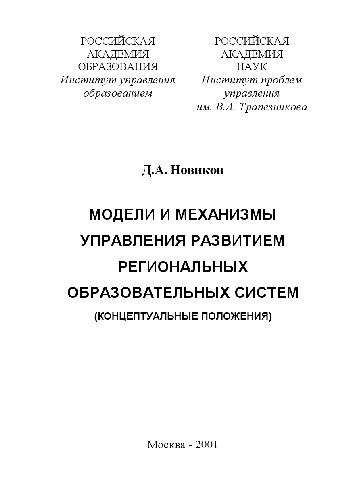 РОССИЙСКАЯ
АКАДЕМИЯ
ОБРАЗОВАНИЯ
Институт управления
образованием
РОССИЙСКАЯ
АКАДЕМИЯ
НАУК
Институт проблем
управления
им. В.А. Трапезникова
Д.А. Новиков
МОДЕЛИ И МЕХАНИЗМЫ
УПРАВЛЕНИЯ РАЗВИТИЕМ
РЕГИОНАЛЬНЫХ
ОБРАЗОВАТЕЛЬНЫХ СИСТЕМ
(КОНЦЕПТУАЛЬНЫЕ ПОЛОЖЕНИЯ)
Москва - 2001